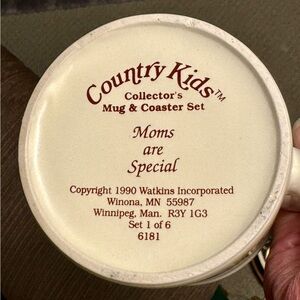 Country Kids™
Collector's
Mug & Coaster Set
Moms
are
Special
Copyright 1990 Watkins Incorporated
Winona, MN 55987
Winnipeg, Man. R3Y 1G3
Set 1 of 6
6181